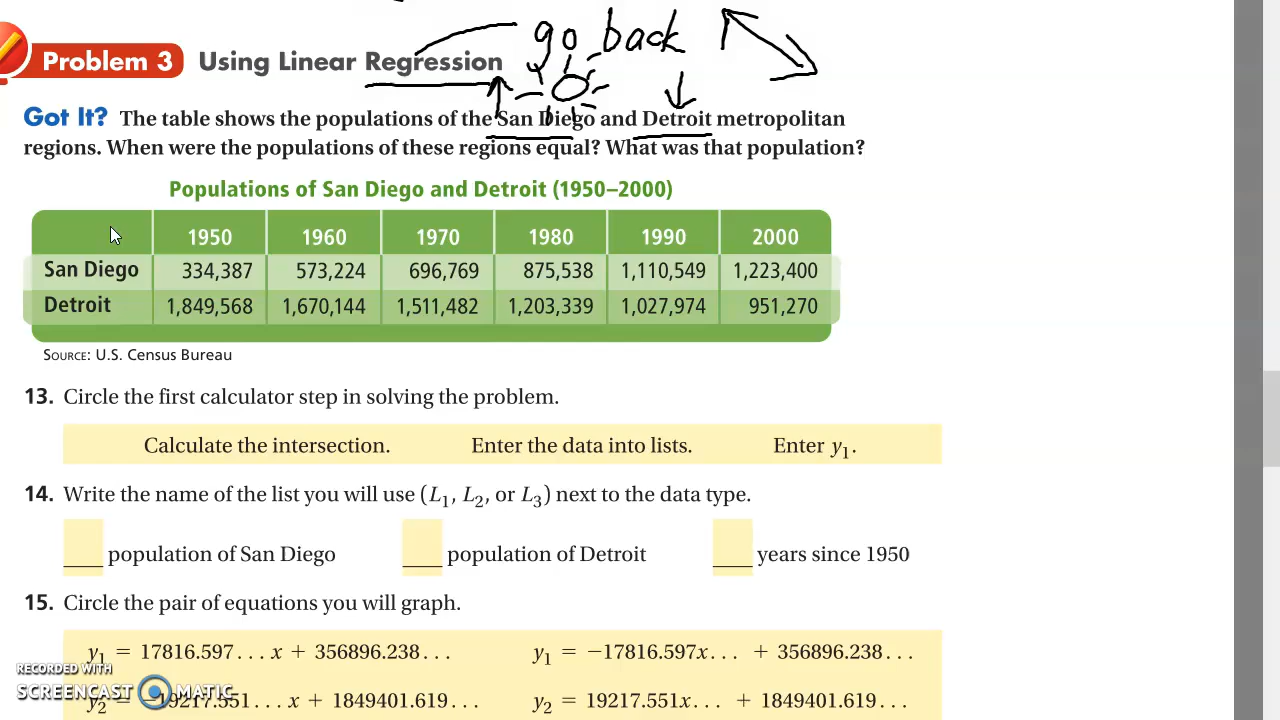 go back
Problem 3 Using Linear Regression
Got It? The table shows the populations of the San Diego and Detroit metropolitan
regions. When were the populations of these regions equal? What was that population?
Populations of San Diego and Detroit (1950–2000)
1950 1960 1970 1980 1990 2000
San Diego 334,387 573,224 696,769 875,538 1,110,549 1,223,400
Detroit 1,849,568 1,670,144 1,511,482 1,203,339 1,027,974 951,270
SOURCE: U.S. Census Bureau
13. Circle the first calculator step in solving the problem.
Calculate the intersection. Enter the data into lists. Enter y₁.
14. Write the name of the list you will use (L₁, L₂, or L₃) next to the data type.
___ population of San Diego ___ population of Detroit ___ years since 1950
15. Circle the pair of equations you will graph.
y₁ = 17816.597 . . . x + 356896.238 . . . y₁ = −17816.597x . . . + 356896.238 . . .
RECORDED WITH
SCREENCAST MATIC
y₂ = −19217.551 . . . x + 1849401.619 . . . y₂ = 19217.551x . . . + 1849401.619 . . .